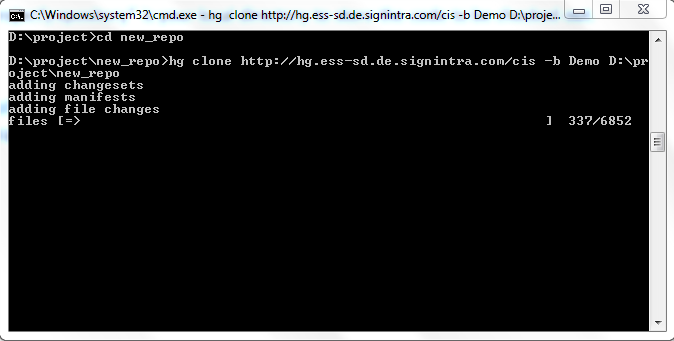 C:\Windows\system32\cmd.exe - hg  clone http://hg.ess-sd.de.signintra.com/cis -b Demo D:\proje...
D:\project>cd new_repo
D:\project\new_repo>hg clone http://hg.ess-sd.de.signintra.com/cis -b Demo D:\pr
oject\new_repo
adding changesets
adding manifests
adding file changes
files [=> ] 337/6852